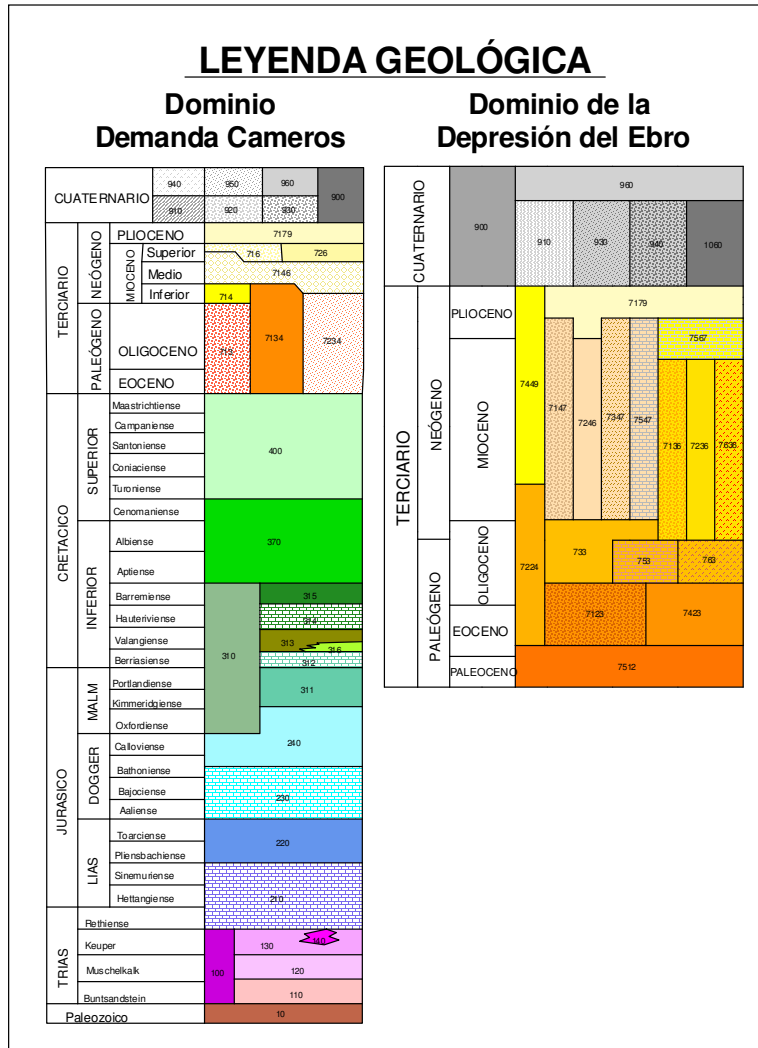 LEYENDA GEOLÓGICA
Dominio
Demanda Cameros
CUATERNARIO
940
950
960
900
910
920
930
TERCIARIO
NEÓGENO
PLIOCENO
7179
MIOCENO
Superior
716
726
Medio
7146
Inferior
714
PALEÓGENO
OLIGOCENO
713
7134
7234
EOCENO
CRETACICO
SUPERIOR
Maastrichtiense
Campaniense
Santoniense
400
Coniaciense
Turoniense
Cenomaniense
INFERIOR
Albiense
370
Aptiense
Barremiense
315
Hauteriviense
314
Valangiense
313
316
310
Berriasiense
312
JURASICO
MALM
Portlandiense
311
Kimmeridgiense
Oxfordiense
DOGGER
Calloviense
240
Bathoniense
Bajociense
230
Aaliense
LIAS
Toarciense
220
Pliensbachiense
Sinemuriense
Hettangiense
210
TRIAS
Rethiense
Keuper
130
140
100
Muschelkalk
120
Buntsandstein
110
Paleozoico
10
Dominio de la
Depresión del Ebro
CUATERNARIO
900
960
910
930
940
1060
TERCIARIO
NEÓGENO
PLIOCENO
7179
7567
MIOCENO
7449
7147
7246
7347
7547
7136
7236
7636
PALEÓGENO
OLIGOCENO
7224
733
753
763
EOCENO
7123
7423
PALEOCENO
7512